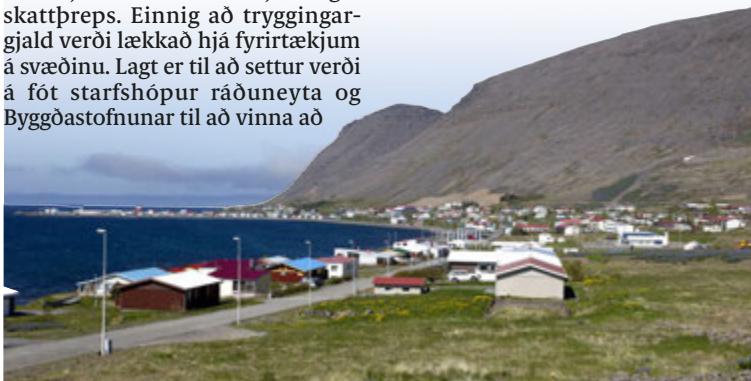 skattþreps. Einnig að tryggingar-
gjald verði lækkað hjá fyrirtækjum
á svæðinu. Lagt er til að settur verði
á fót starfshópur ráðuneyta og
Byggðastofnunar til að vinna að